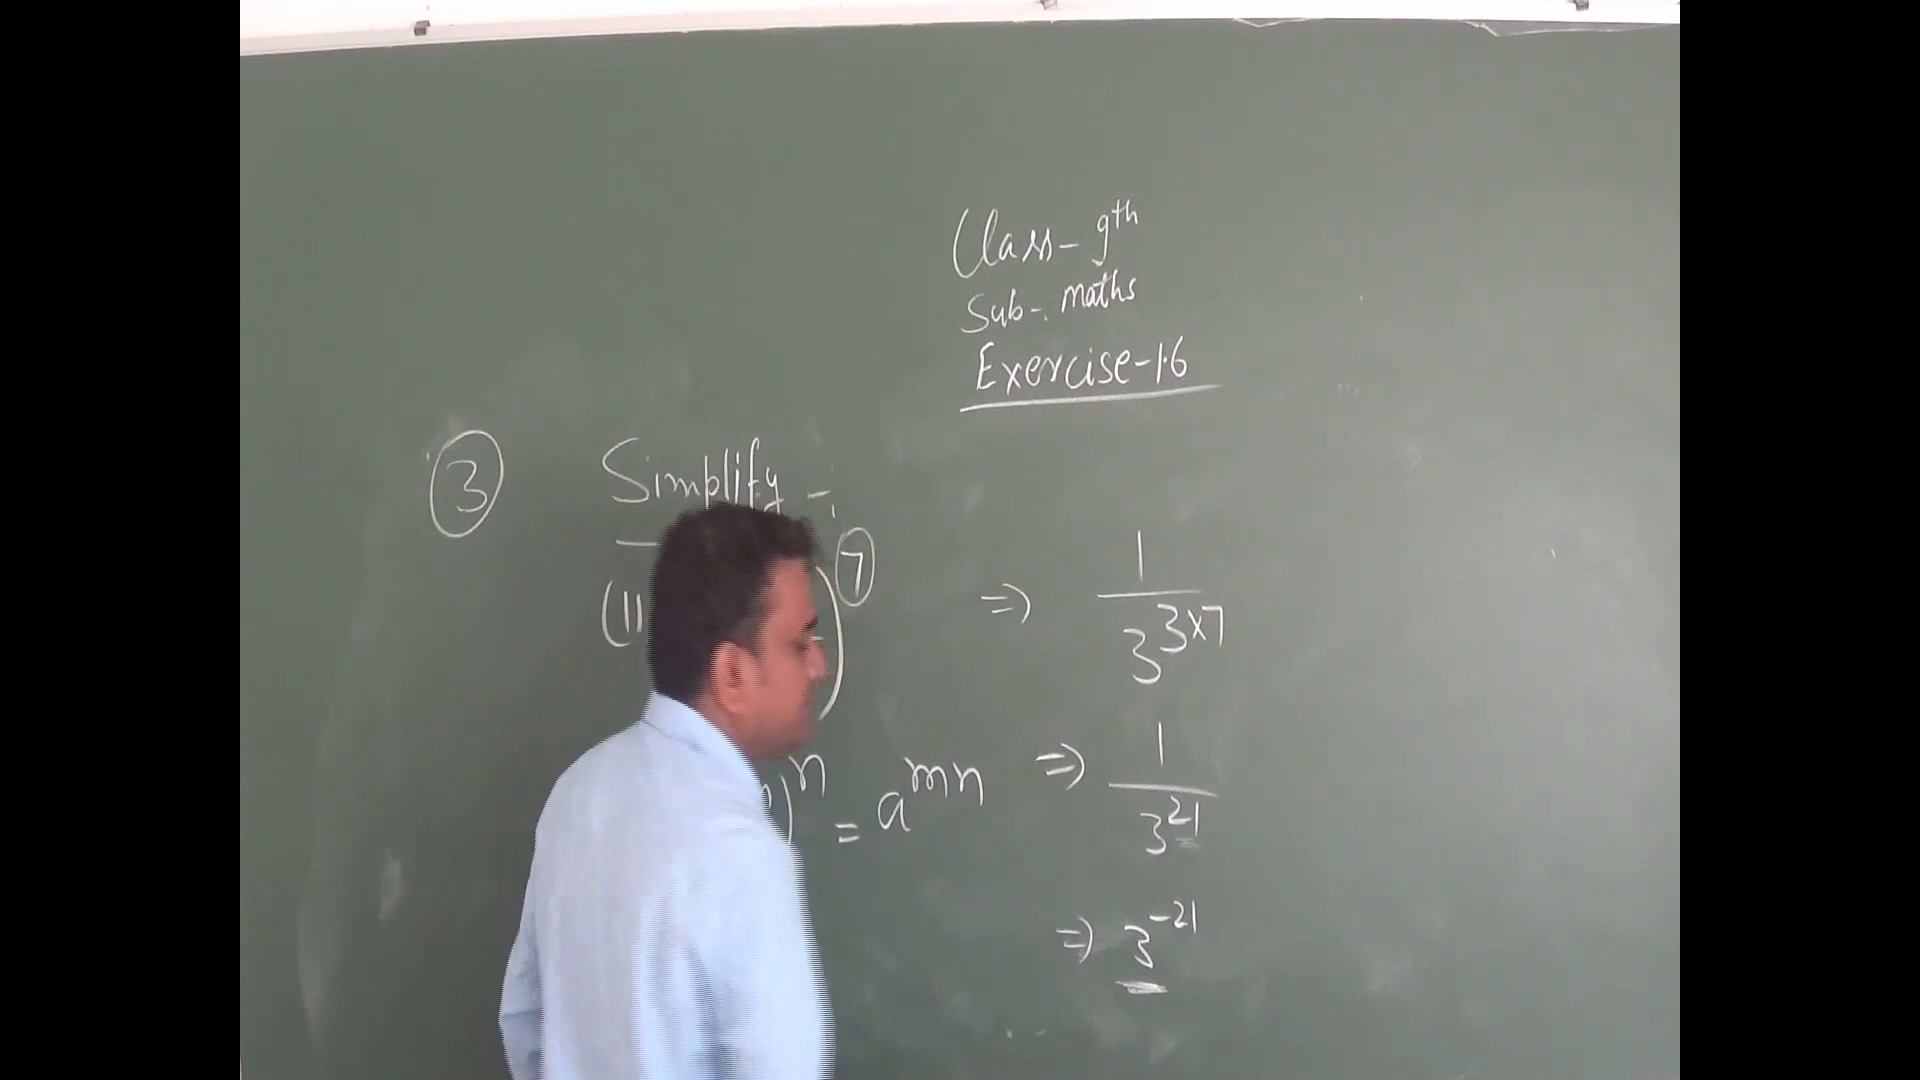 Class- 9th
Sub-. maths
Exercise-1.6
3 Simplify -:
(11 )7
⇒ 1/3^3x7
)^n = a^mn ⇒ 1/3^21
⇒ 3^-21